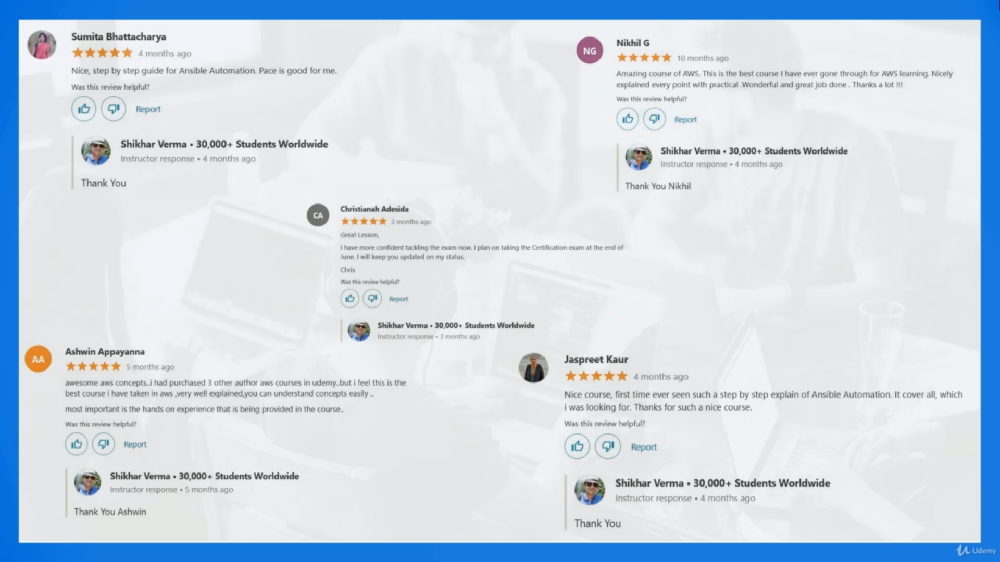 Sumita Bhattacharya
4 months ago
Nice, step by step guide for Ansible Automation. Pace is good for me.
Was this review helpful?
Report
Shikhar Verma • 30,000+ Students Worldwide
Instructor response • 4 months ago
Thank You
NG
Nikhil G
10 months ago
Amazing course of AWS. This is the best course I have ever gone through for AWS learning. Nicely
explained every point with practical .Wonderful and great job done . Thanks a lot !!!
Was this review helpful?
Report
Shikhar Verma • 30,000+ Students Worldwide
Instructor response • 4 months ago
Thank You Nikhil
CA
Christianah Adesida
3 months ago
Great Lesson,
I have more confident tackling the exam now. I plan on taking the Certification exam at the end of
June. I will keep you updated on my status.
Chris
Was this review helpful?
Report
Shikhar Verma • 30,000+ Students Worldwide
Instructor response • 3 months ago
AA
Ashwin Appayanna
5 months ago
awesome aws concepts..i had purchased 3 other author aws courses in udemy..but i feel this is the
best course i have taken in aws ,very well explained,you can understand concepts easily ..
most important is the hands on experience that is being provided in the course..
Was this review helpful?
Report
Shikhar Verma • 30,000+ Students Worldwide
Instructor response • 5 months ago
Thank You Ashwin
Jaspreet Kaur
4 months ago
Nice course, first time ever seen such a step by step explain of Ansible Automation. It cover all, which
i was looking for. Thanks for such a nice course.
Was this review helpful?
Report
Shikhar Verma • 30,000+ Students Worldwide
Instructor response • 4 months ago
Thank You
Udemy